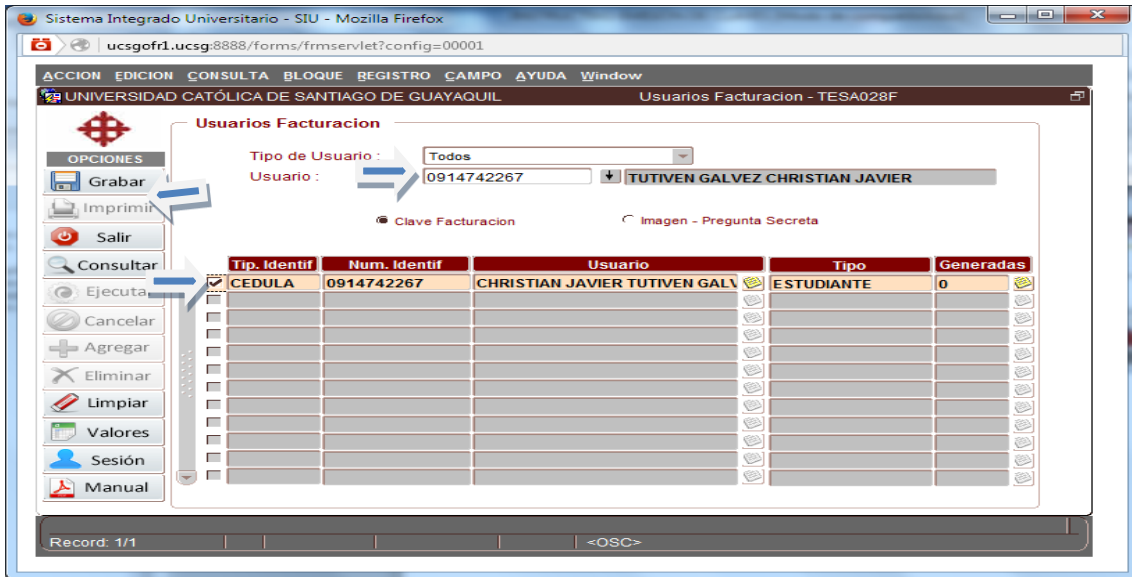 Sistema Integrado Universitario - SIU - Mozilla Firefox
ucsgofr1.ucsg:8888/forms/frmservlet?config=00001
ACCION EDICION CONSULTA BLOQUE REGISTRO CAMPO AYUDA Window
UNIVERSIDAD CATÓLICA DE SANTIAGO DE GUAYAQUIL Usuarios Facturacion - TESA028F
Usuarios Facturacion
OPCIONES
Tipo de Usuario : Todos
Grabar
Usuario : 0914742267 TUTIVEN GALVEZ CHRISTIAN JAVIER
Imprimir
Clave Facturacion Imagen - Pregunta Secreta
Salir
Consultar
Tip. Identif Num. Identif Usuario Tipo Generadas
CEDULA 0914742267 CHRISTIAN JAVIER TUTIVEN GALV ESTUDIANTE 0
Ejecuta
Cancelar
Agregar
Eliminar
Limpiar
Valores
Sesión
Manual
Record: 1/1 <OSC>